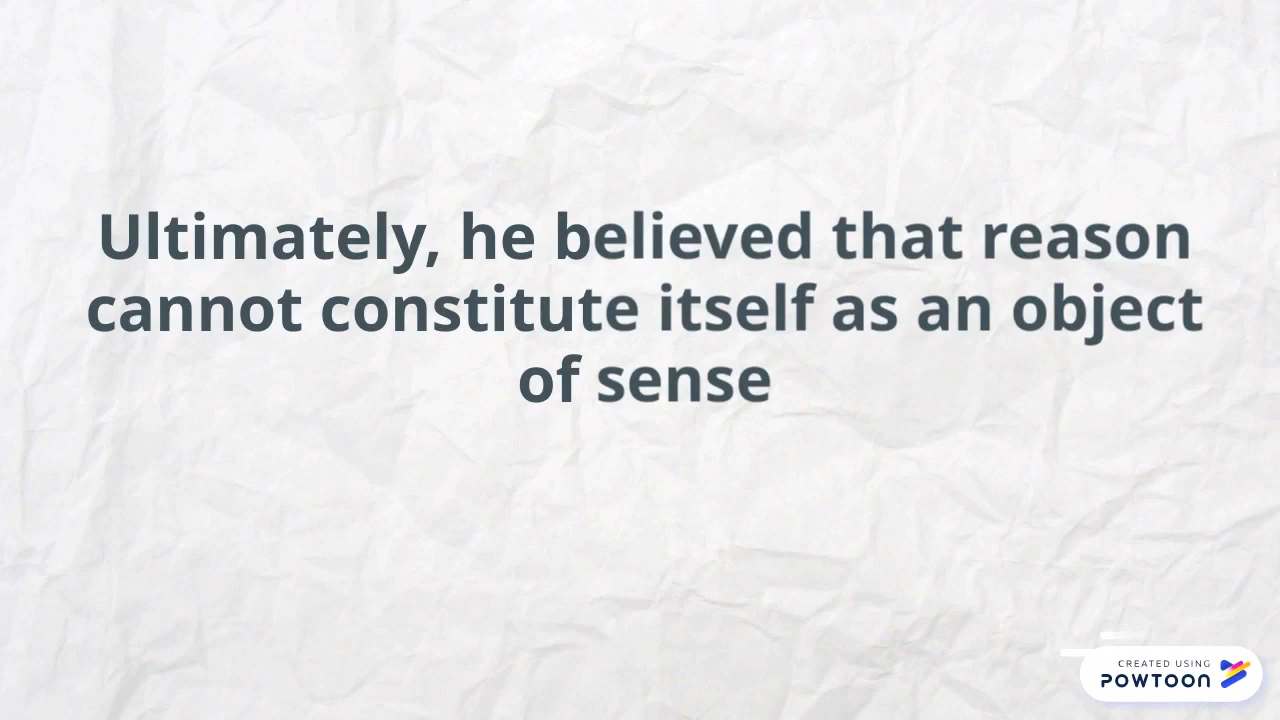 Ultimately, he believed that reason
cannot constitute itself as an object
of sense
CREATED USING
POWTOON